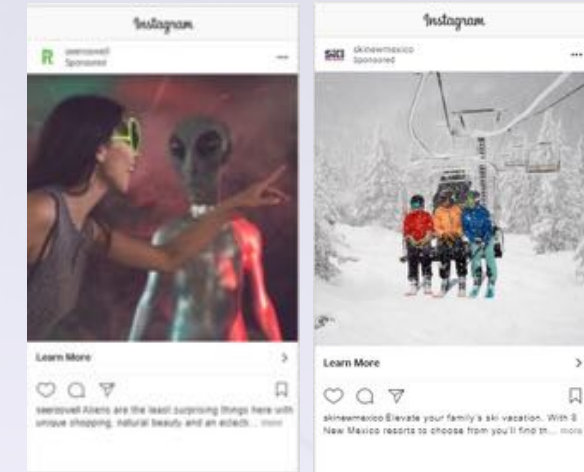 Instagram
R
seeroswell
Sponsored
Learn More
seeroswell Aliens are the least surprising things here with
unique shopping, natural beauty and an eclecti... more
Instagram
SKI
skinewmexico
Sponsored
Learn More
skinewmexico Elevate your family's ski vacation. With 8
New Mexico resorts to choose from you'll find th... more